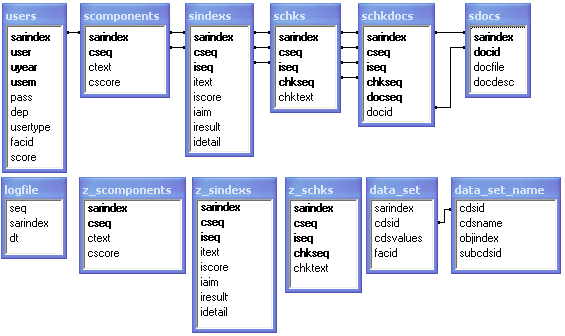 users
sarindex
user
uyear
usem
pass
dep
usertype
facid
score
scomponents
sarindex
cseq
ctext
cscore
sindexs
sarindex
cseq
iseq
itext
iscore
iaim
iresult
idetail
schks
sarindex
cseq
iseq
chkseq
chktext
schkdocs
sarindex
cseq
iseq
chkseq
docseq
docid
sdocs
sarindex
docid
docfile
docdesc
logfile
seq
sarindex
dt
z_scomponents
sarindex
cseq
ctext
cscore
z_sindexs
sarindex
cseq
iseq
itext
iscore
iaim
iresult
idetail
z_schks
sarindex
cseq
iseq
chkseq
chktext
data_set
sarindex
cdsid
cdsvalues
facid
data_set_name
cdsid
cdsname
objindex
subcdsid